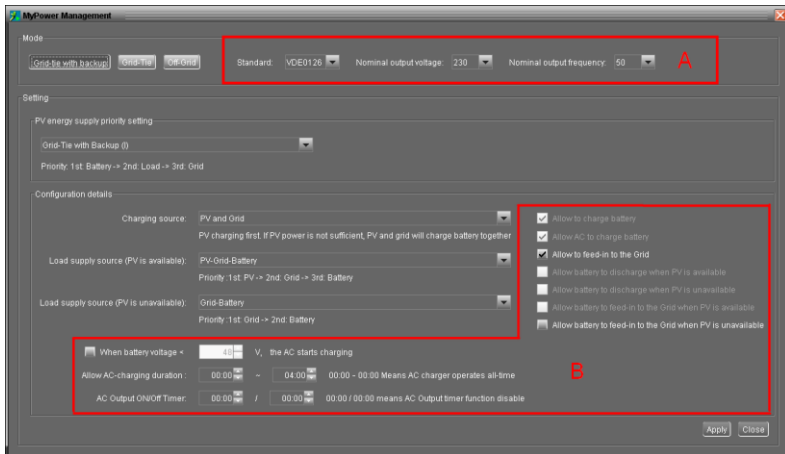 MyPower Management
Mode
Grid-tie with backup Grid-Tie Off-Grid Standard: VDE0126 Nominal output voltage: 230 Nominal output frequency: 50 A
Setting
PV energy supply priority setting
Grid-Tie with Backup (I)
Priority: 1st: Battery -> 2nd: Load -> 3rd: Grid
Configuration details
Charging source: PV and Grid
PV charging first. If PV power is not sufficient, PV and grid will charge battery together
Load supply source (PV is available): PV-Grid-Battery
Priority :1st: PV -> 2nd: Grid -> 3rd: Battery
Load supply source (PV is unavailable): Grid-Battery
Priority :1st: Grid -> 2nd: Battery
Allow to charge battery
Allow AC to charge battery
Allow to feed-in to the Grid
Allow battery to discharge when PV is available
Allow battery to discharge when PV is unavailable
Allow battery to feed-in to the Grid when PV is available
Allow battery to feed-in to the Grid when PV is unavailable
When battery voltage < 48 V, the AC starts charging
Allow AC-charging duration : 00:00 ~ 04:00 00:00 - 00:00 Means AC charger operates all-time
B
AC Output ON/Off Timer: 00:00 / 00:00 00:00 / 00:00 means AC Output timer function disable
Apply Close